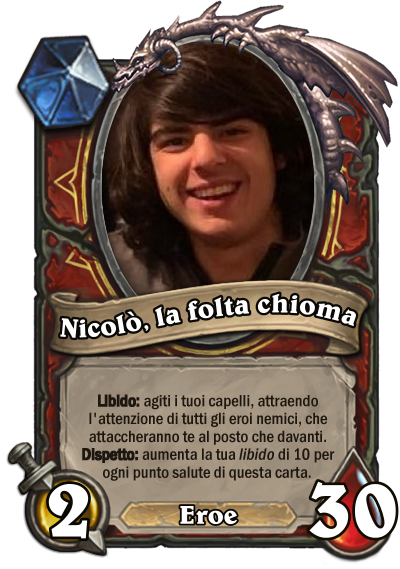 Nicolò, la folta chioma
Libido: agiti i tuoi capelli, attraendo
l'attenzione di tutti gli eroi nemici, che
attaccheranno te al posto che davanti.
Dispetto: aumenta la tua libido di 10 per
ogni punto salute di questa carta.
2
Eroe
30